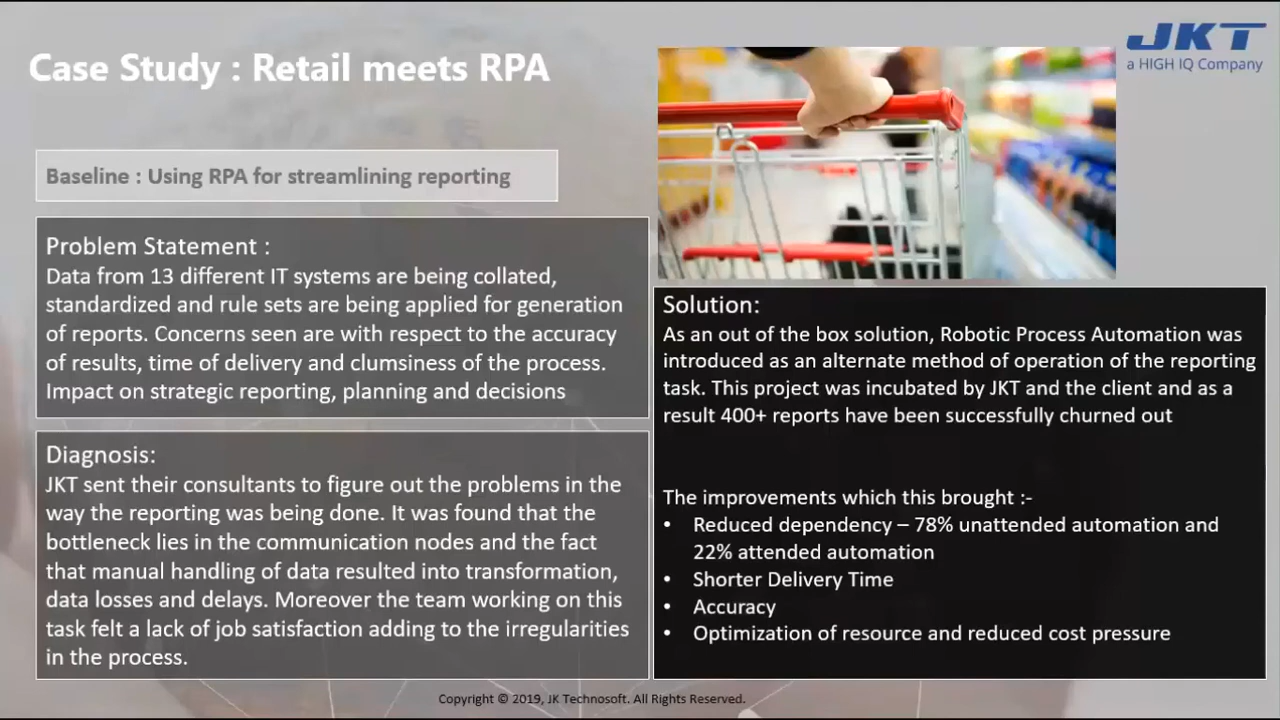 Case Study : Retail meets RPA
JKT
a HIGH IQ Company
Baseline : Using RPA for streamlining reporting
Problem Statement :
Data from 13 different IT systems are being collated,
standardized and rule sets are being applied for generation
of reports. Concerns seen are with respect to the accuracy
of results, time of delivery and clumsiness of the process.
Impact on strategic reporting, planning and decisions
Diagnosis:
JKT sent their consultants to figure out the problems in the
way the reporting was being done. It was found that the
bottleneck lies in the communication nodes and the fact
that manual handling of data resulted into transformation,
data losses and delays. Moreover the team working on this
task felt a lack of job satisfaction adding to the irregularities
in the process.
Solution:
As an out of the box solution, Robotic Process Automation was
introduced as an alternate method of operation of the reporting
task. This project was incubated by JKT and the client and as a
result 400+ reports have been successfully churned out
The improvements which this brought :-
• Reduced dependency – 78% unattended automation and
22% attended automation
• Shorter Delivery Time
• Accuracy
• Optimization of resource and reduced cost pressure
Copyright © 2019, JK Technosoft. All Rights Reserved.